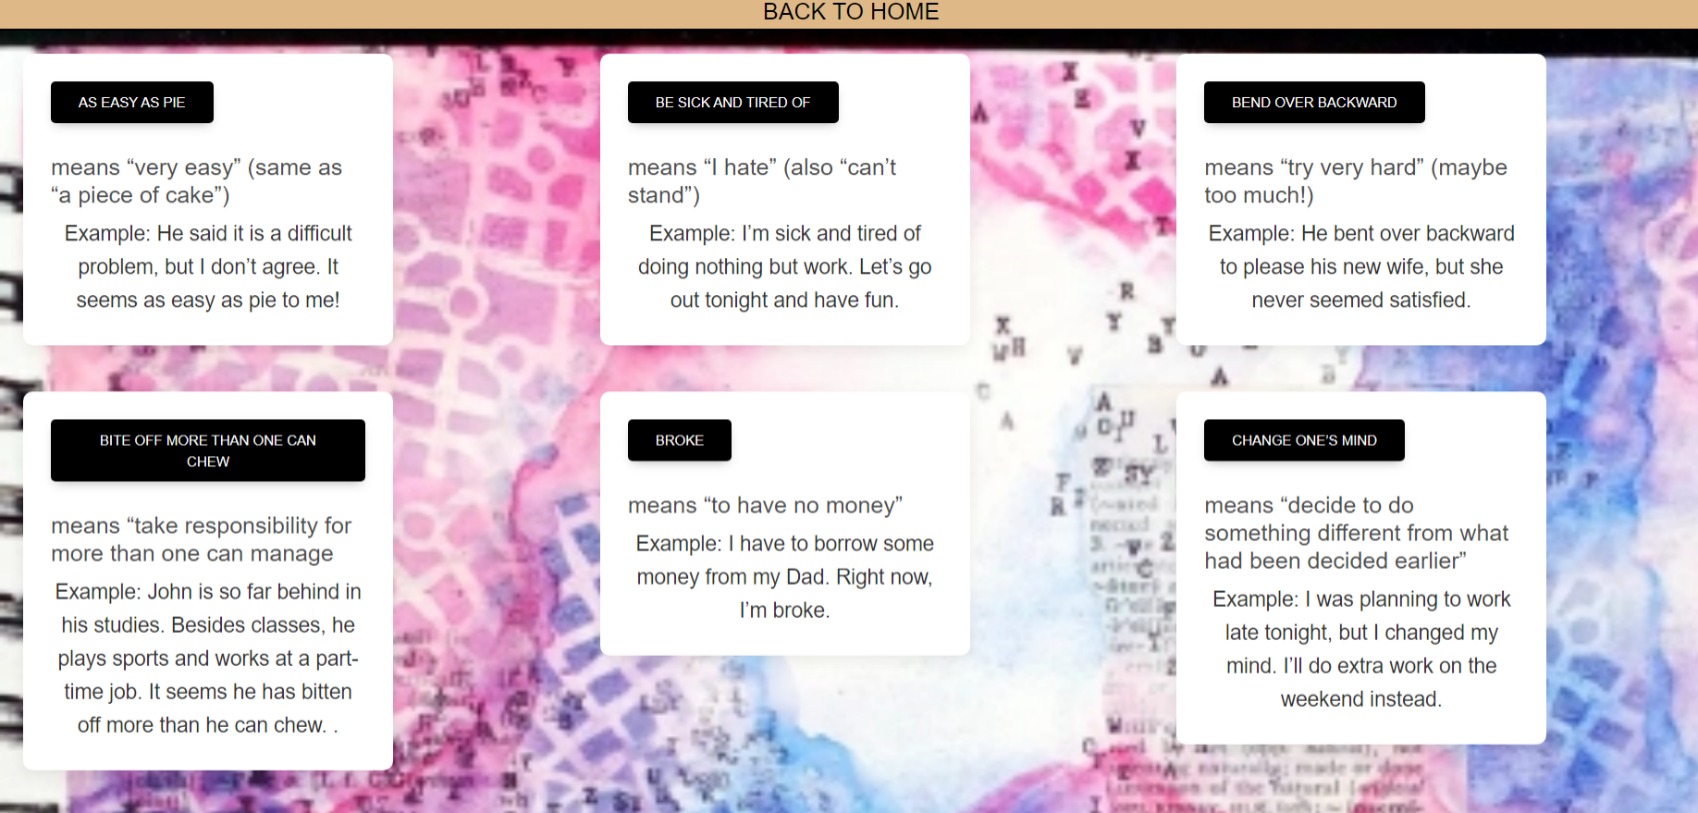 BACK TO HOME
AS EASY AS PIE
means “very easy” (same as
“a piece of cake”)
Example: He said it is a difficult
problem, but I don’t agree. It
seems as easy as pie to me!
BE SICK AND TIRED OF
means “I hate” (also “can’t
stand”)
Example: I’m sick and tired of
doing nothing but work. Let’s go
out tonight and have fun.
BEND OVER BACKWARD
means “try very hard” (maybe
too much!)
Example: He bent over backward
to please his new wife, but she
never seemed satisfied.
BITE OFF MORE THAN ONE CAN
CHEW
means “take responsibility for
more than one can manage
Example: John is so far behind in
his studies. Besides classes, he
plays sports and works at a part-
time job. It seems he has bitten
off more than he can chew. .
BROKE
means “to have no money”
Example: I have to borrow some
money from my Dad. Right now,
I’m broke.
CHANGE ONE’S MIND
means “decide to do
something different from what
had been decided earlier”
Example: I was planning to work
late tonight, but I changed my
mind. I’ll do extra work on the
weekend instead.